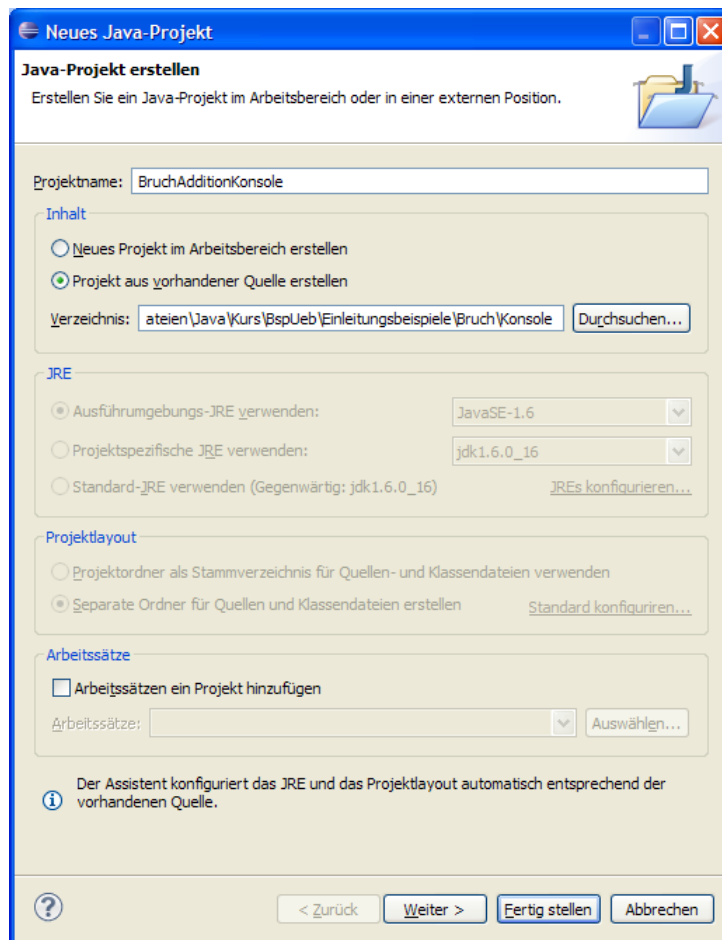 Neues Java-Projekt
Java-Projekt erstellen
Erstellen Sie ein Java-Projekt im Arbeitsbereich oder in einer externen Position.
Projektname: BruchAdditionKonsole
Inhalt
Neues Projekt im Arbeitsbereich erstellen
Projekt aus vorhandener Quelle erstellen
Verzeichnis: ateien\Java\Kurs\BspUeb\Einleitungsbeispiele\Bruch\Konsole Durchsuchen...
JRE
Ausführumgebungs-JRE verwenden: JavaSE-1.6
Projektspezifische JRE verwenden: jdk1.6.0_16
Standard-JRE verwenden (Gegenwärtig: jdk1.6.0_16) JREs konfigurieren...
Projektlayout
Projektordner als Stammverzeichnis für Quellen- und Klassendateien verwenden
Separate Ordner für Quellen und Klassendateien erstellen Standard konfiguriren...
Arbeitssätze
Arbeitssätzen ein Projekt hinzufügen
Arbeitssätze: Auswählen...
Der Assistent konfiguriert das JRE und das Projektlayout automatisch entsprechend der
vorhandenen Quelle.
? < Zurück Weiter > Fertig stellen Abbrechen